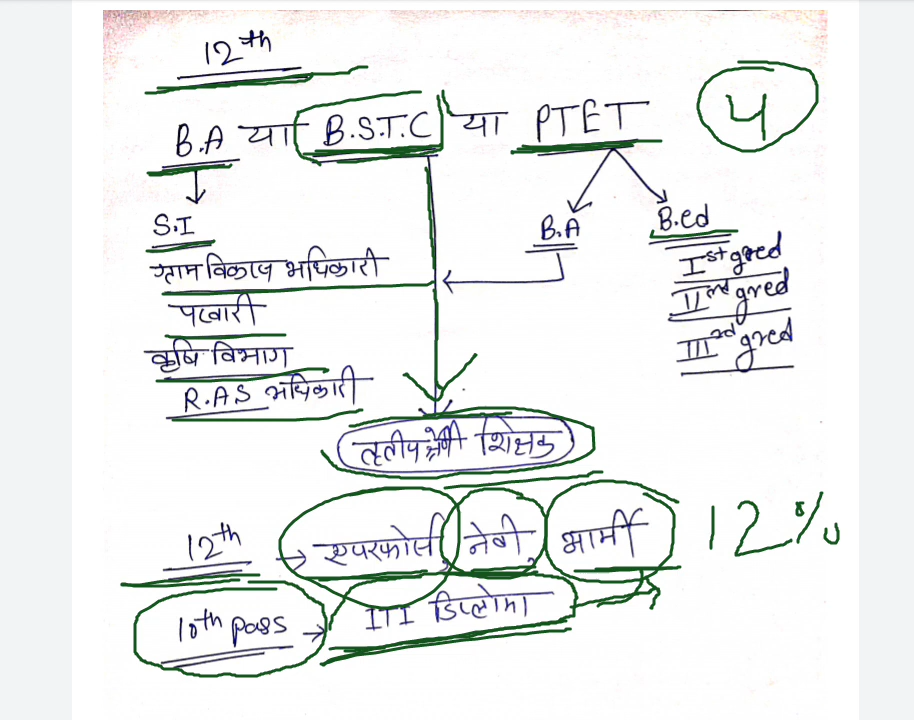 12th
B.A या B.S.T.C या PTET
4
S.I
B.A
B.ed
ग्राम विकास अधिकारी
Ist gred
पटवारी
IInd gred
कृषि विभाग
IIIrd gred
R.A.S अधिकारी
तृतीय श्रेणी शिक्षक
12th → एयरफोर्स, नेवी, आर्मी
12%
10th pass → ITI डिप्लोमा